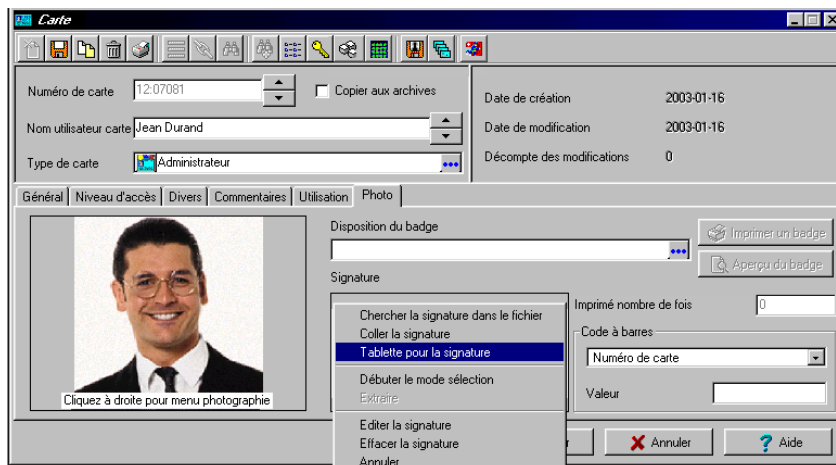 Carte
Numéro de carte 12:07081 Copier aux archives
Date de création 2003-01-16
Nom utilisateur carte Jean Durand
Date de modification 2003-01-16
Type de carte Administrateur
Décompte des modifications 0
Général Niveau d'accès Divers Commentaires Utilisation Photo
Disposition du badge
Imprimer un badge
Aperçu du badge
Signature
Chercher la signature dans le fichier
Coller la signature
Tablette pour la signature
Débuter le mode sélection
Extraire
Editer la signature
Effacer la signature
Annuler
Imprimé nombre de fois 0
Code à barres
Numéro de carte
Valeur
Cliquez à droite pour menu photographie
Annuler
Aide